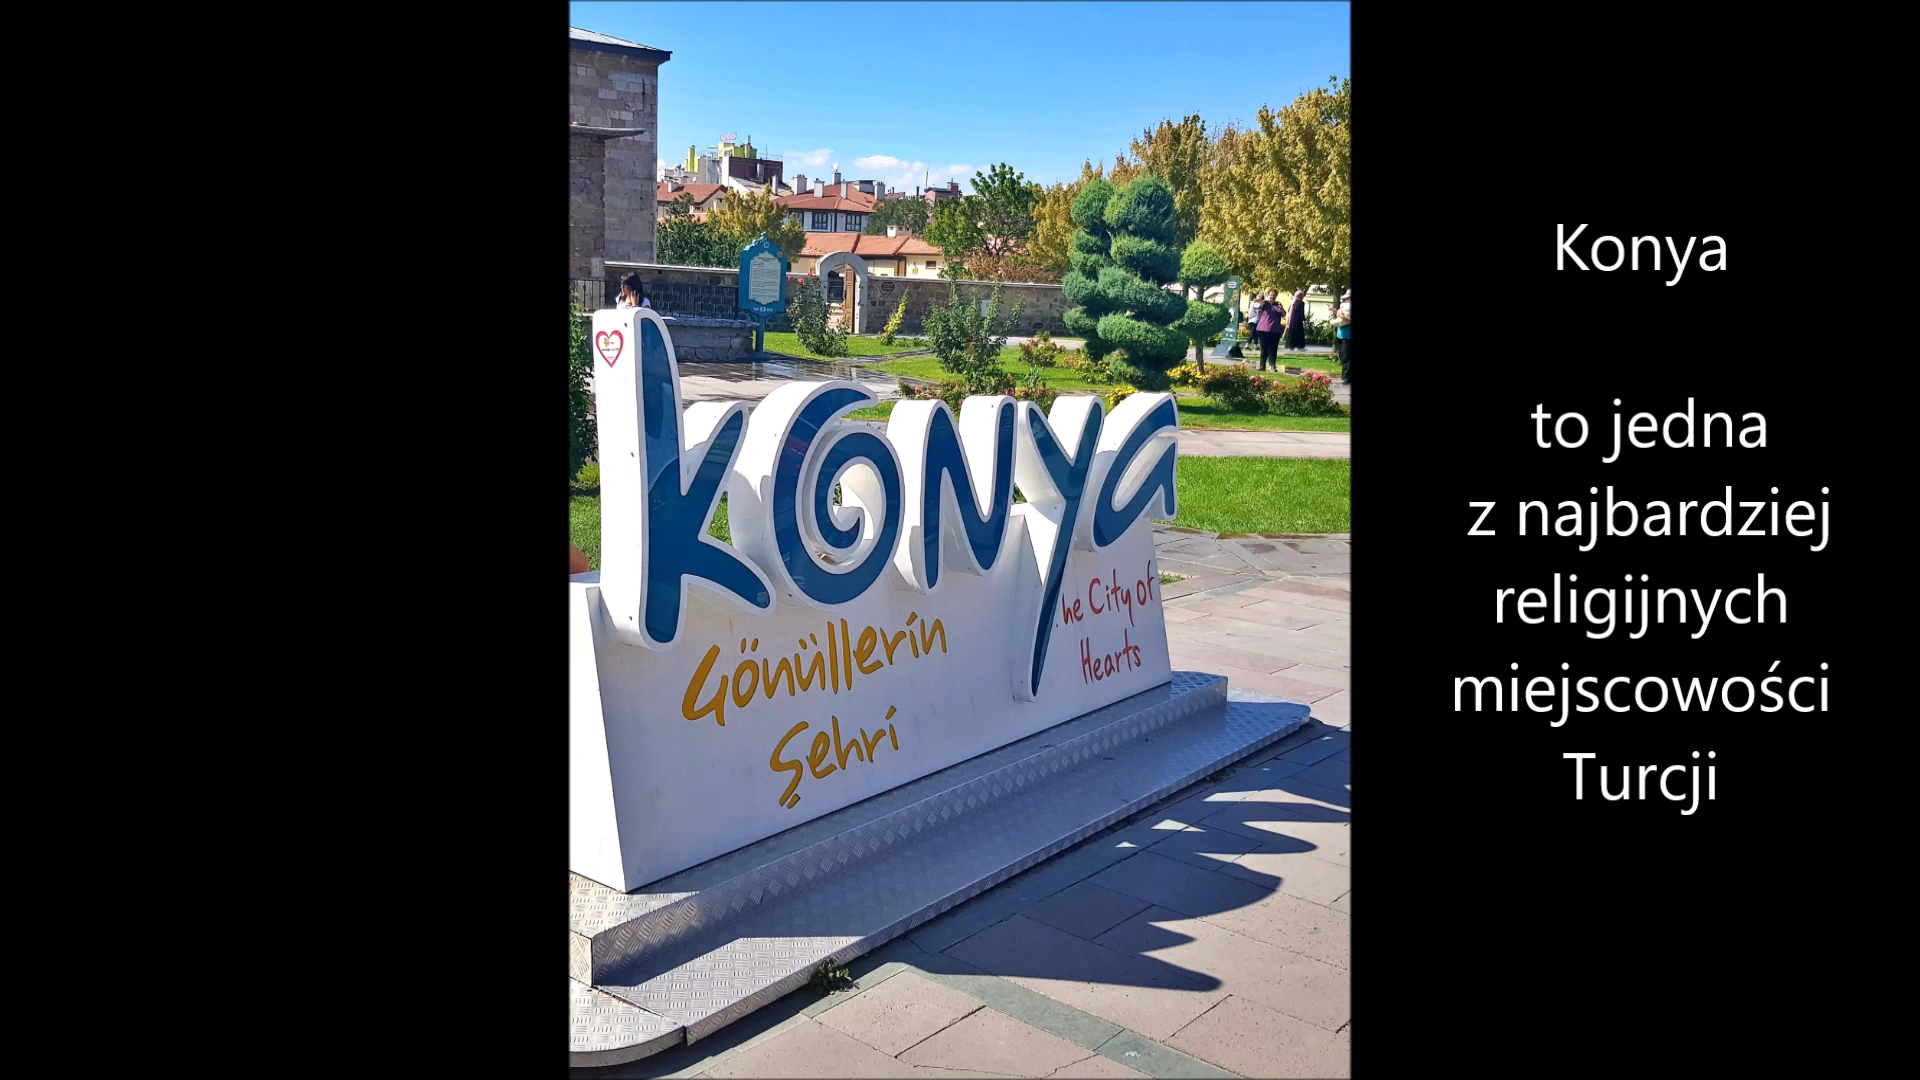 KONYA
Gönüllerin
Şehri
he City of
Hearts
Konya
to jedna
z najbardziej
religijnych
miejscowości
Turcji